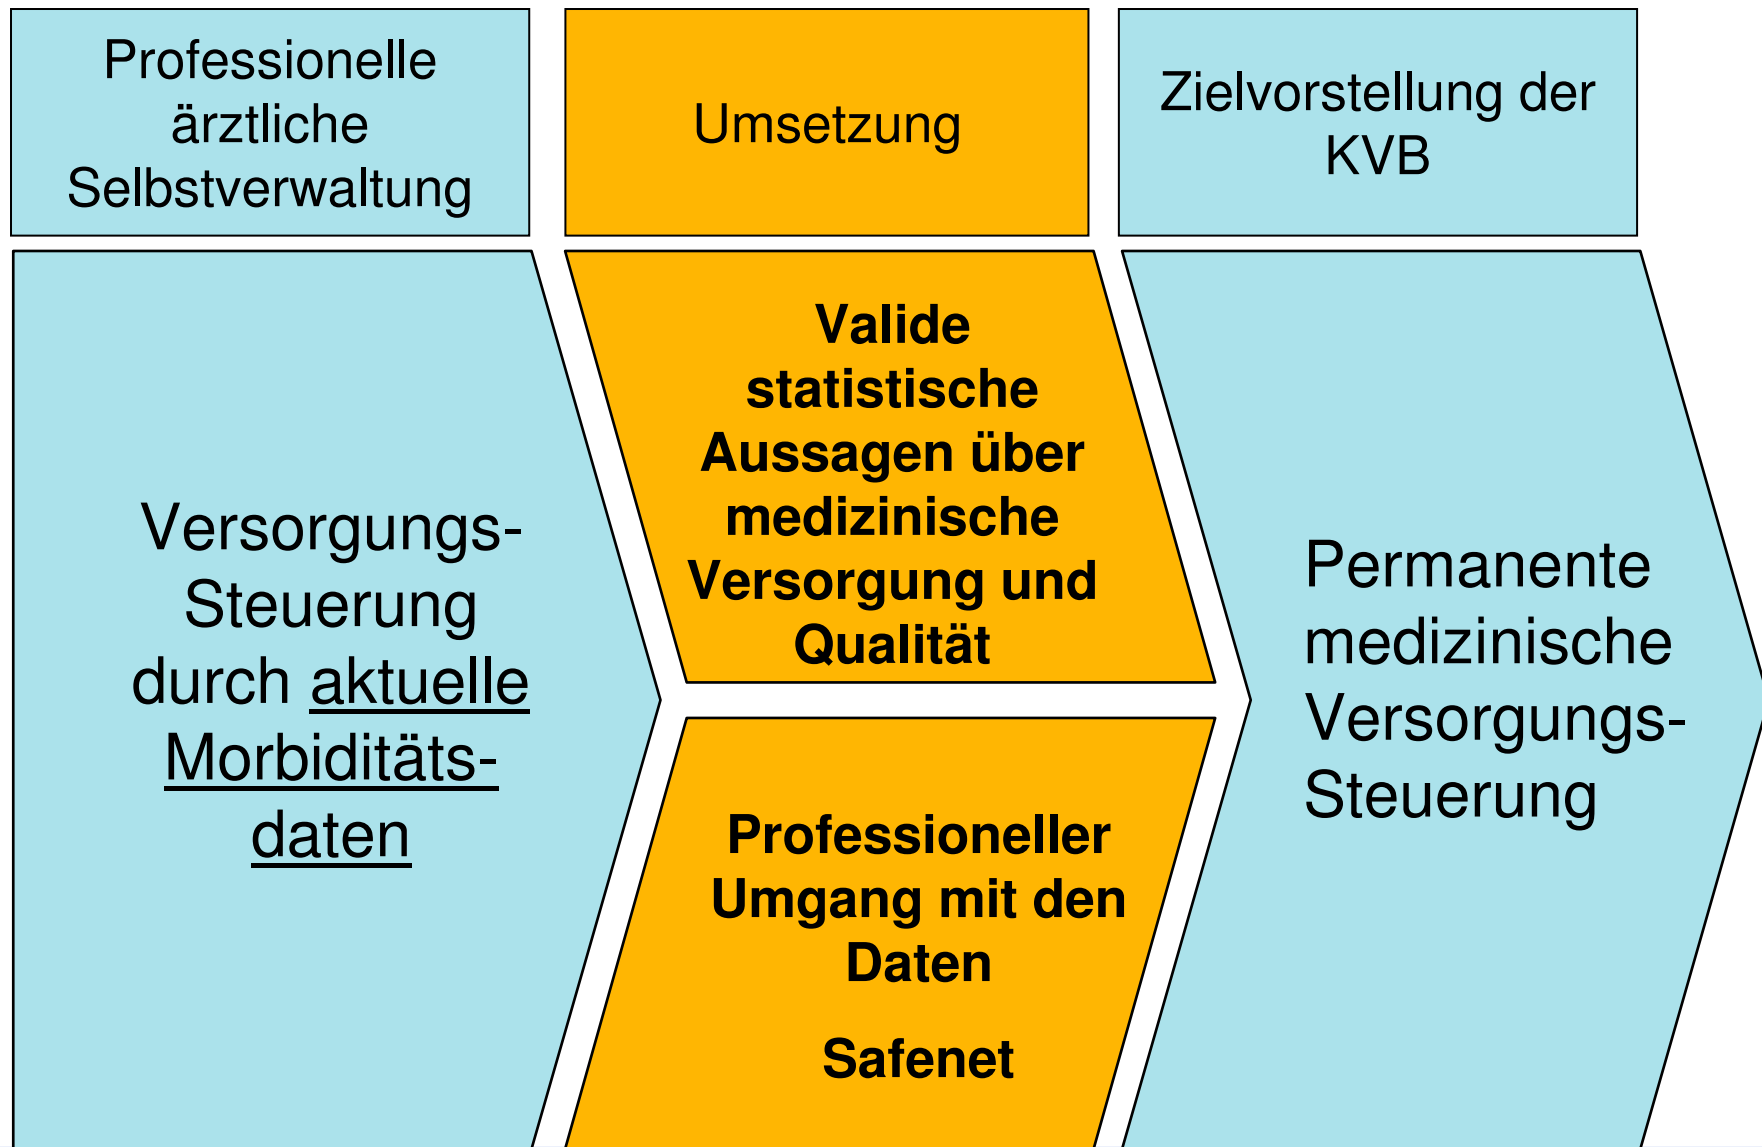 Professionelle
ärztliche
Selbstverwaltung
Umsetzung
Zielvorstellung der
KVB
Versorgungs-
Steuerung
durch aktuelle
Morbiditäts-
daten
Valide
statistische
Aussagen über
medizinische
Versorgung und
Qualität
Professioneller
Umgang mit den
Daten
Safenet
Permanente
medizinische
Versorgungs-
Steuerung